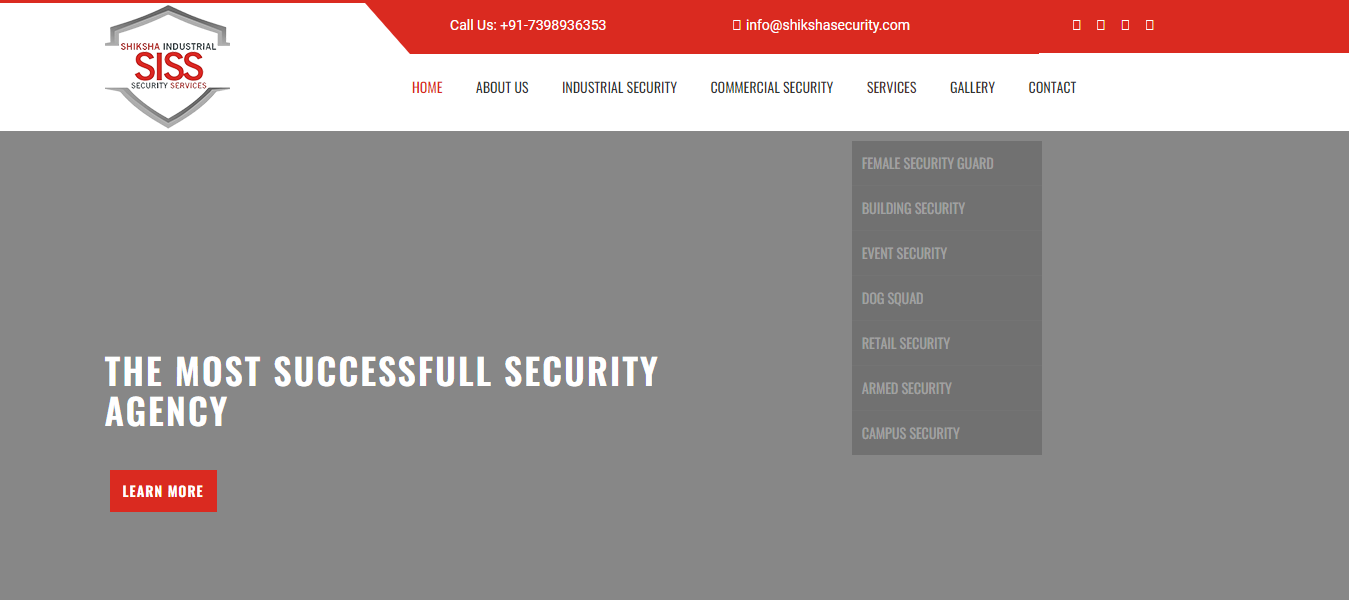 SHIKSHA INDUSTRIAL
SISS
SECURITY SERVICES
Call Us: +91-7398936353
info@shikshasecurity.com
HOME
ABOUT US
INDUSTRIAL SECURITY
COMMERCIAL SECURITY
SERVICES
GALLERY
CONTACT
FEMALE SECURITY GUARD
BUILDING SECURITY
EVENT SECURITY
DOG SQUAD
RETAIL SECURITY
ARMED SECURITY
CAMPUS SECURITY
THE MOST SUCCESSFULL SECURITY
AGENCY
LEARN MORE